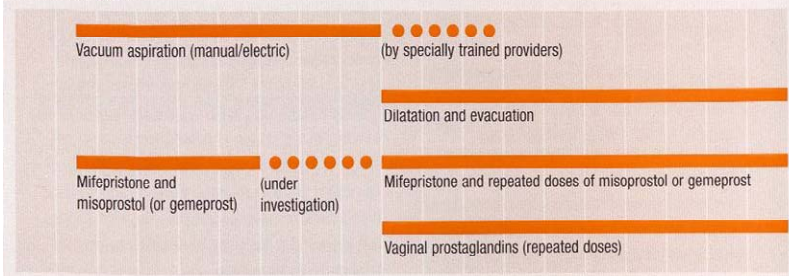 Vacuum aspiration (manual/electric) (by specially trained providers)
Dilatation and evacuation
Mifepristone and (under Mifepristone and repeated doses of misoprostol or gemeprost
misoprostol (or gemeprost) investigation)
Vaginal prostaglandins (repeated doses)